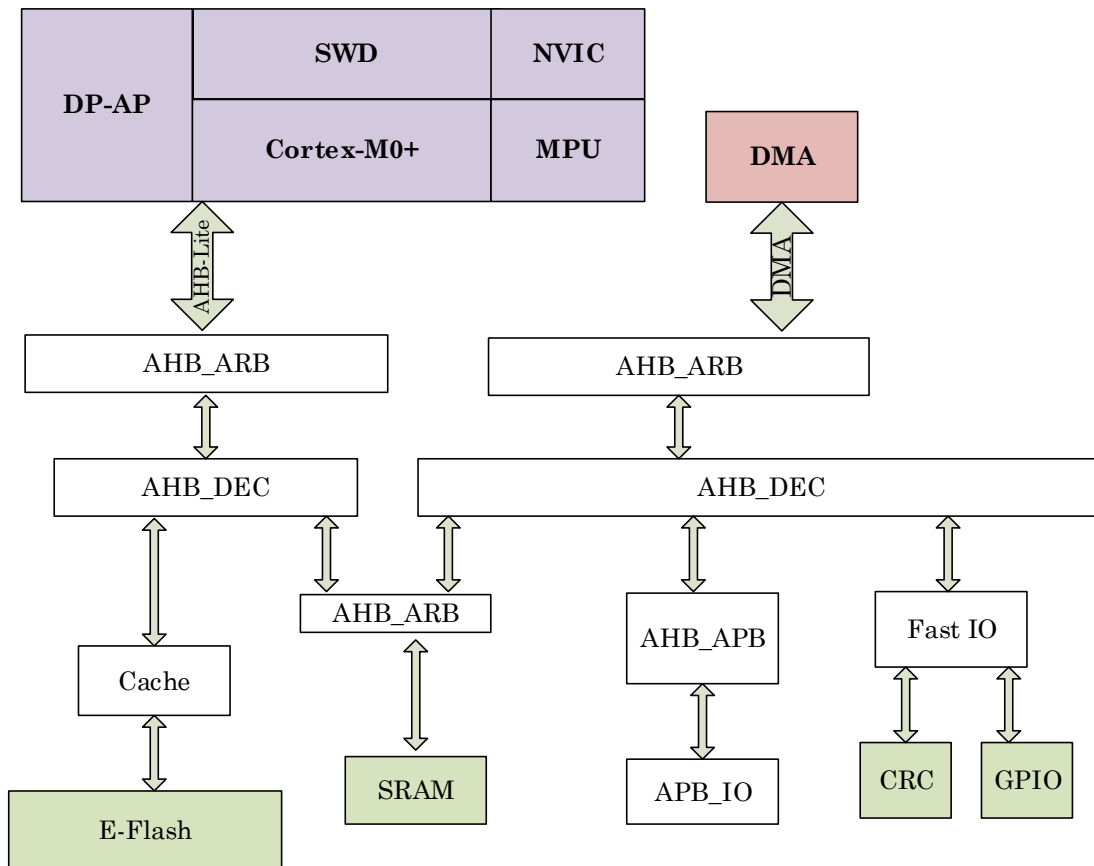 SWD
NVIC
DP-AP
Cortex-M0+
MPU
DMA
AHB-Lite
DMA
AHB_ARB
AHB_ARB
AHB_DEC
AHB_DEC
AHB_ARB
AHB_APB
Fast IO
Cache
SRAM
APB_IO
CRC
GPIO
E-Flash